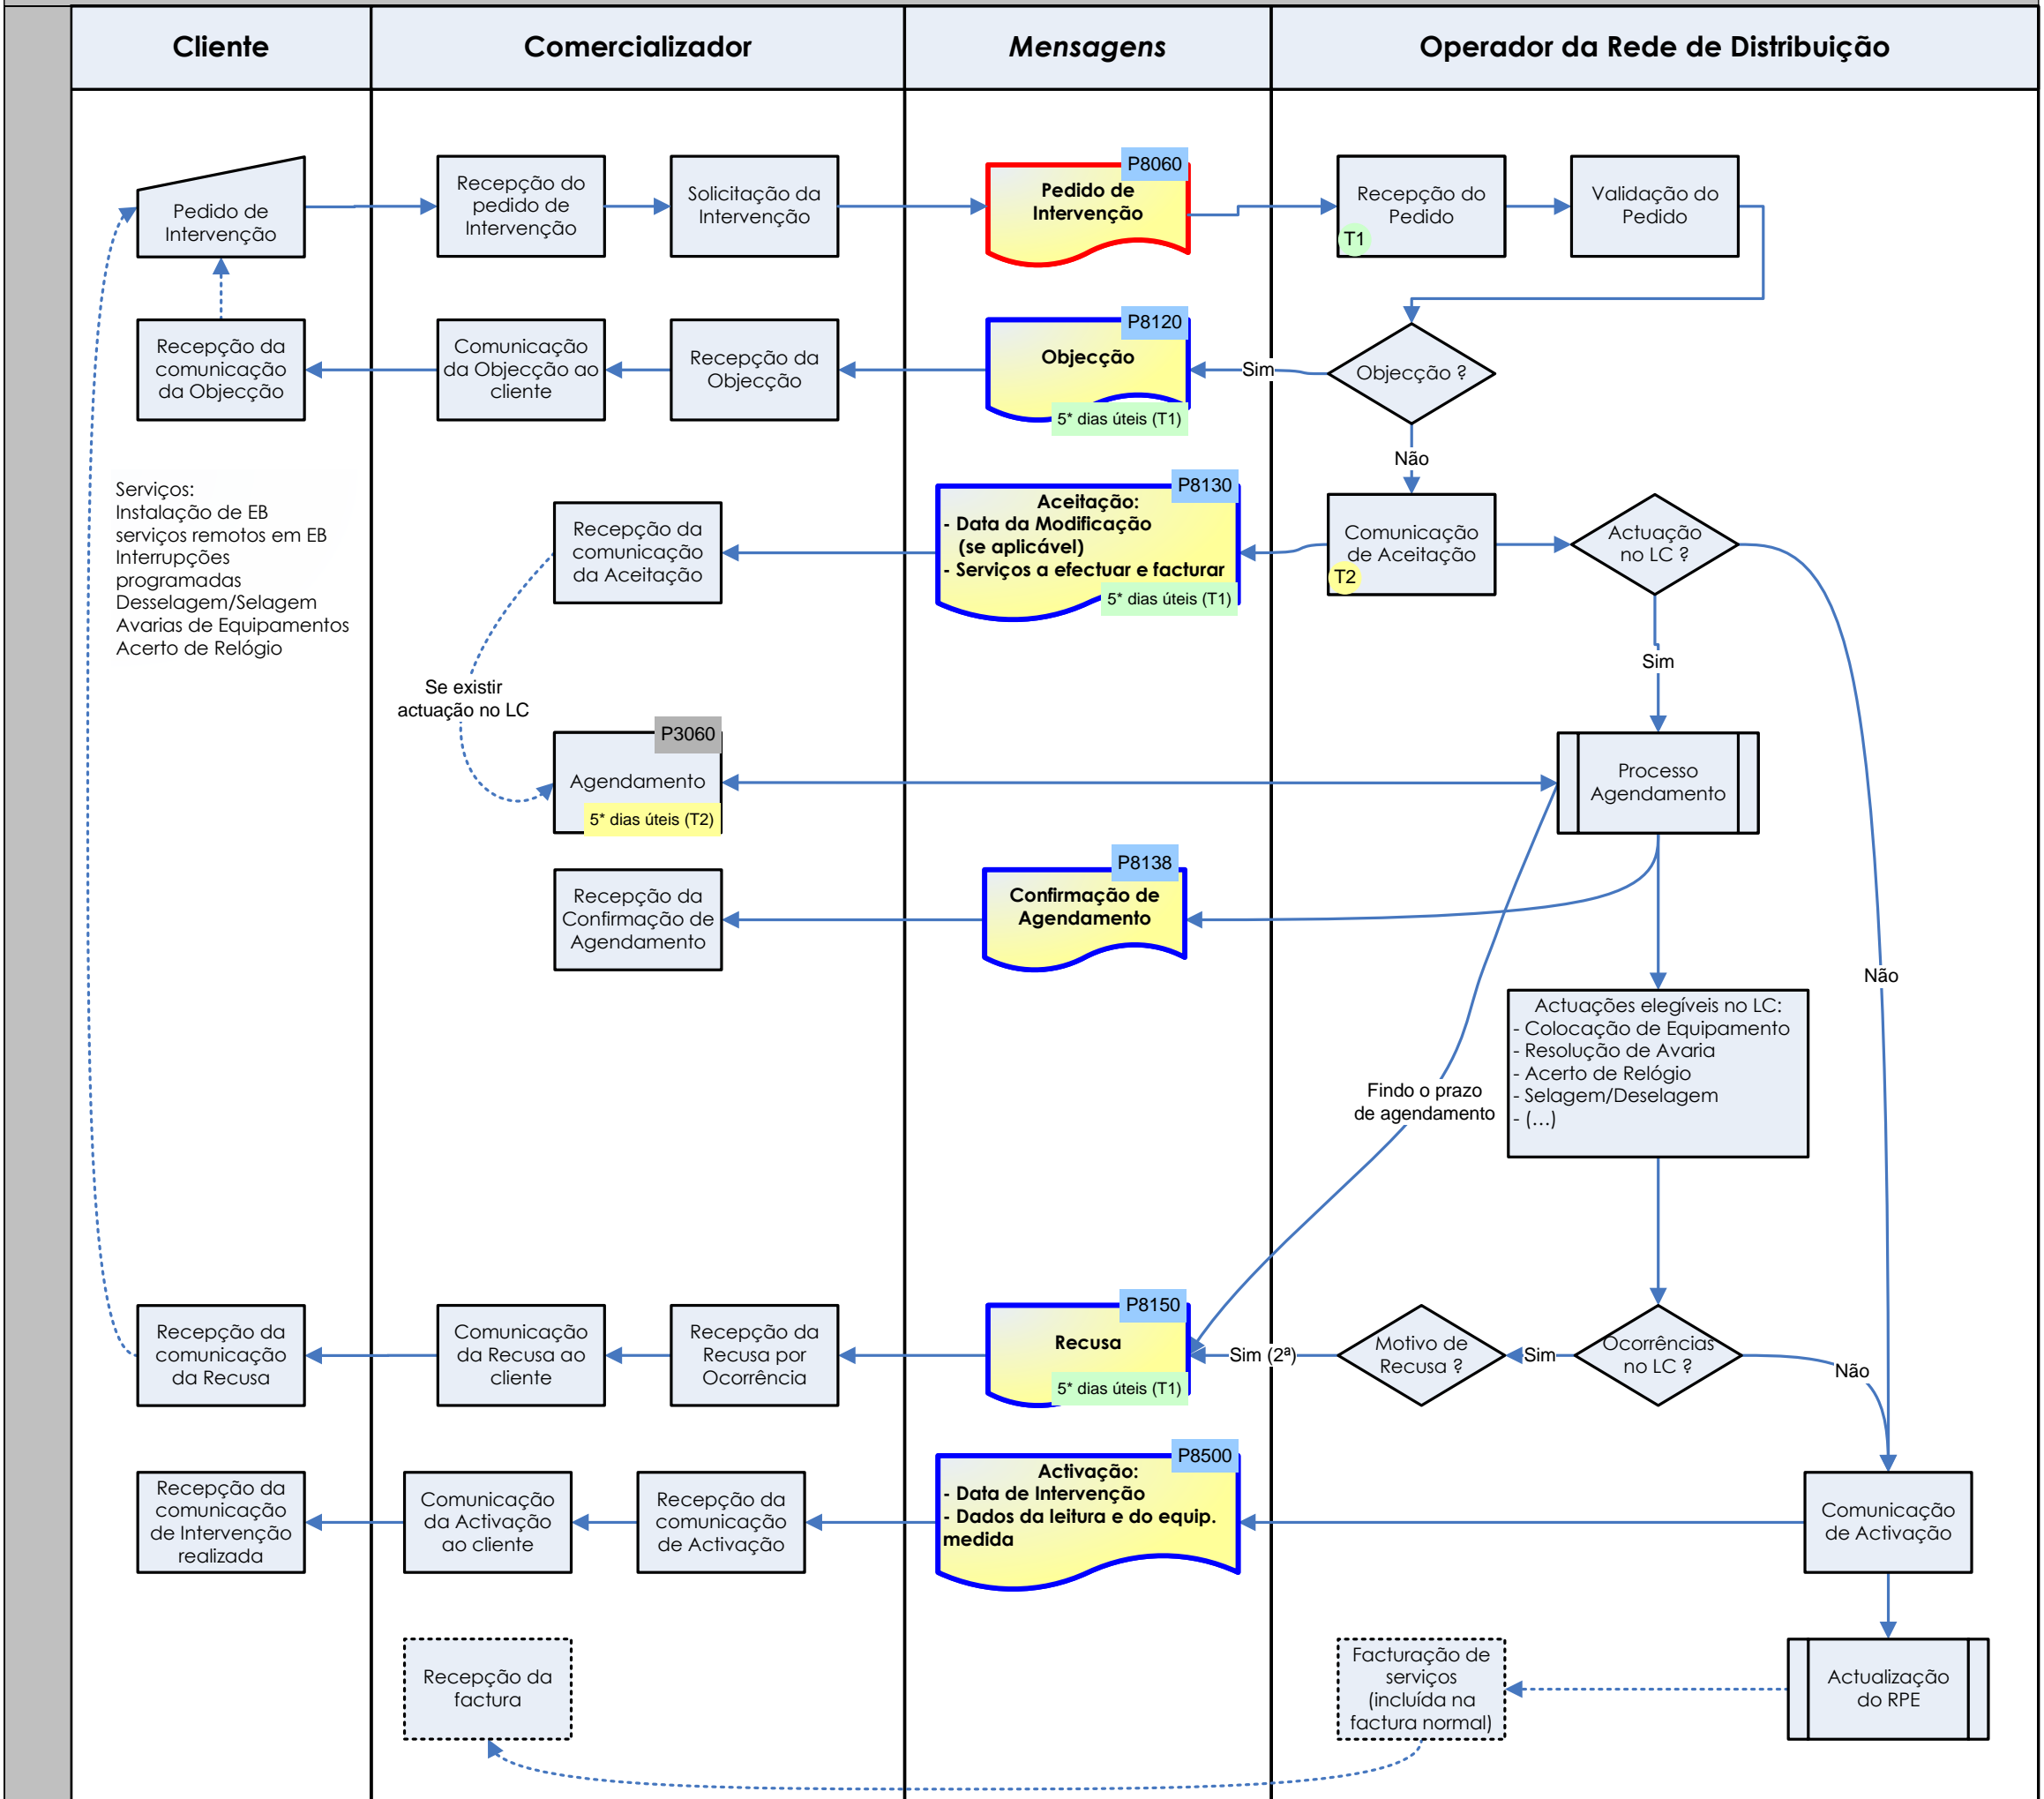 Cliente
Comercializador
Mensagens
Operador da Rede de Distribuição
Pedido de
Intervenção
Recepção do
pedido de
Intervenção
Solicitação da
Intervenção
P8060
Pedido de
Intervenção
Recepção do
Pedido
T1
Validação do
Pedido
Recepção da
comunicação
da Objecção
Comunicação
da Objecção ao
cliente
Recepção da
Objecção
P8120
Objecção
5* dias úteis (T1)
Sim
Objecção ?
Não
Serviços:
Instalação de EB
serviços remotos em EB
Interrupções
programadas
Desselagem/Selagem
Avarias de Equipamentos
Acerto de Relógio
Recepção da
comunicação
da Aceitação
P8130
Aceitação:
- Data da Modificação
(se aplicável)
- Serviços a efectuar e facturar
5* dias úteis (T1)
Comunicação
de Aceitação
T2
Actuação
no LC ?
Sim
Se existir
actuação no LC
P3060
Agendamento
5* dias úteis (T2)
Processo
Agendamento
Recepção da
Confirmação de
Agendamento
P8138
Confirmação de
Agendamento
Não
Actuações elegíveis no LC:
- Colocação de Equipamento
- Resolução de Avaria
- Acerto de Relógio
- Selagem/Deselagem
- (...)
Findo o prazo
de agendamento
Recepção da
comunicação
da Recusa
Comunicação
da Recusa ao
cliente
Recepção da
Recusa por
Ocorrência
P8150
Recusa
5* dias úteis (T1)
Sim (2ª)
Motivo de
Recusa ?
Sim
Ocorrências
no LC ?
Não
Recepção da
comunicação
de Intervenção
realizada
Comunicação
da Activação
ao cliente
Recepção da
comunicação
de Activação
P8500
Activação:
- Data de Intervenção
- Dados da leitura e do equip.
medida
Comunicação
de Activação
Recepção da
factura
Facturação de
serviços
(incluída na
factura normal)
Actualização
do RPE